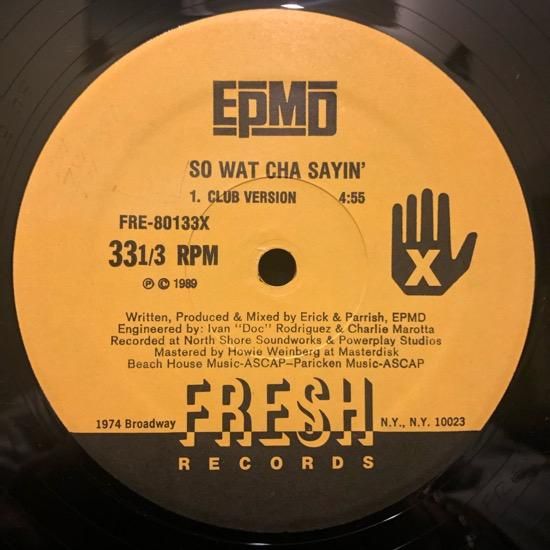 EPMD
SO WAT CHA SAYIN'
1. CLUB VERSION 4:55
FRE-80133X
33 1/3 RPM
Ⓟ © 1989
X
Written, Produced & Mixed by Erick & Parrish, EPMD
Engineered by: Ivan "Doc" Rodriguez & Charlie Marotta
Recorded at North Shore Soundworks & Powerplay Studios
Mastered by Howie Weinberg at Masterdisk
Beach House Music-ASCAP–Paricken Music-ASCAP
1974 Broadway FRESH N.Y., N.Y. 10023
RECORDS